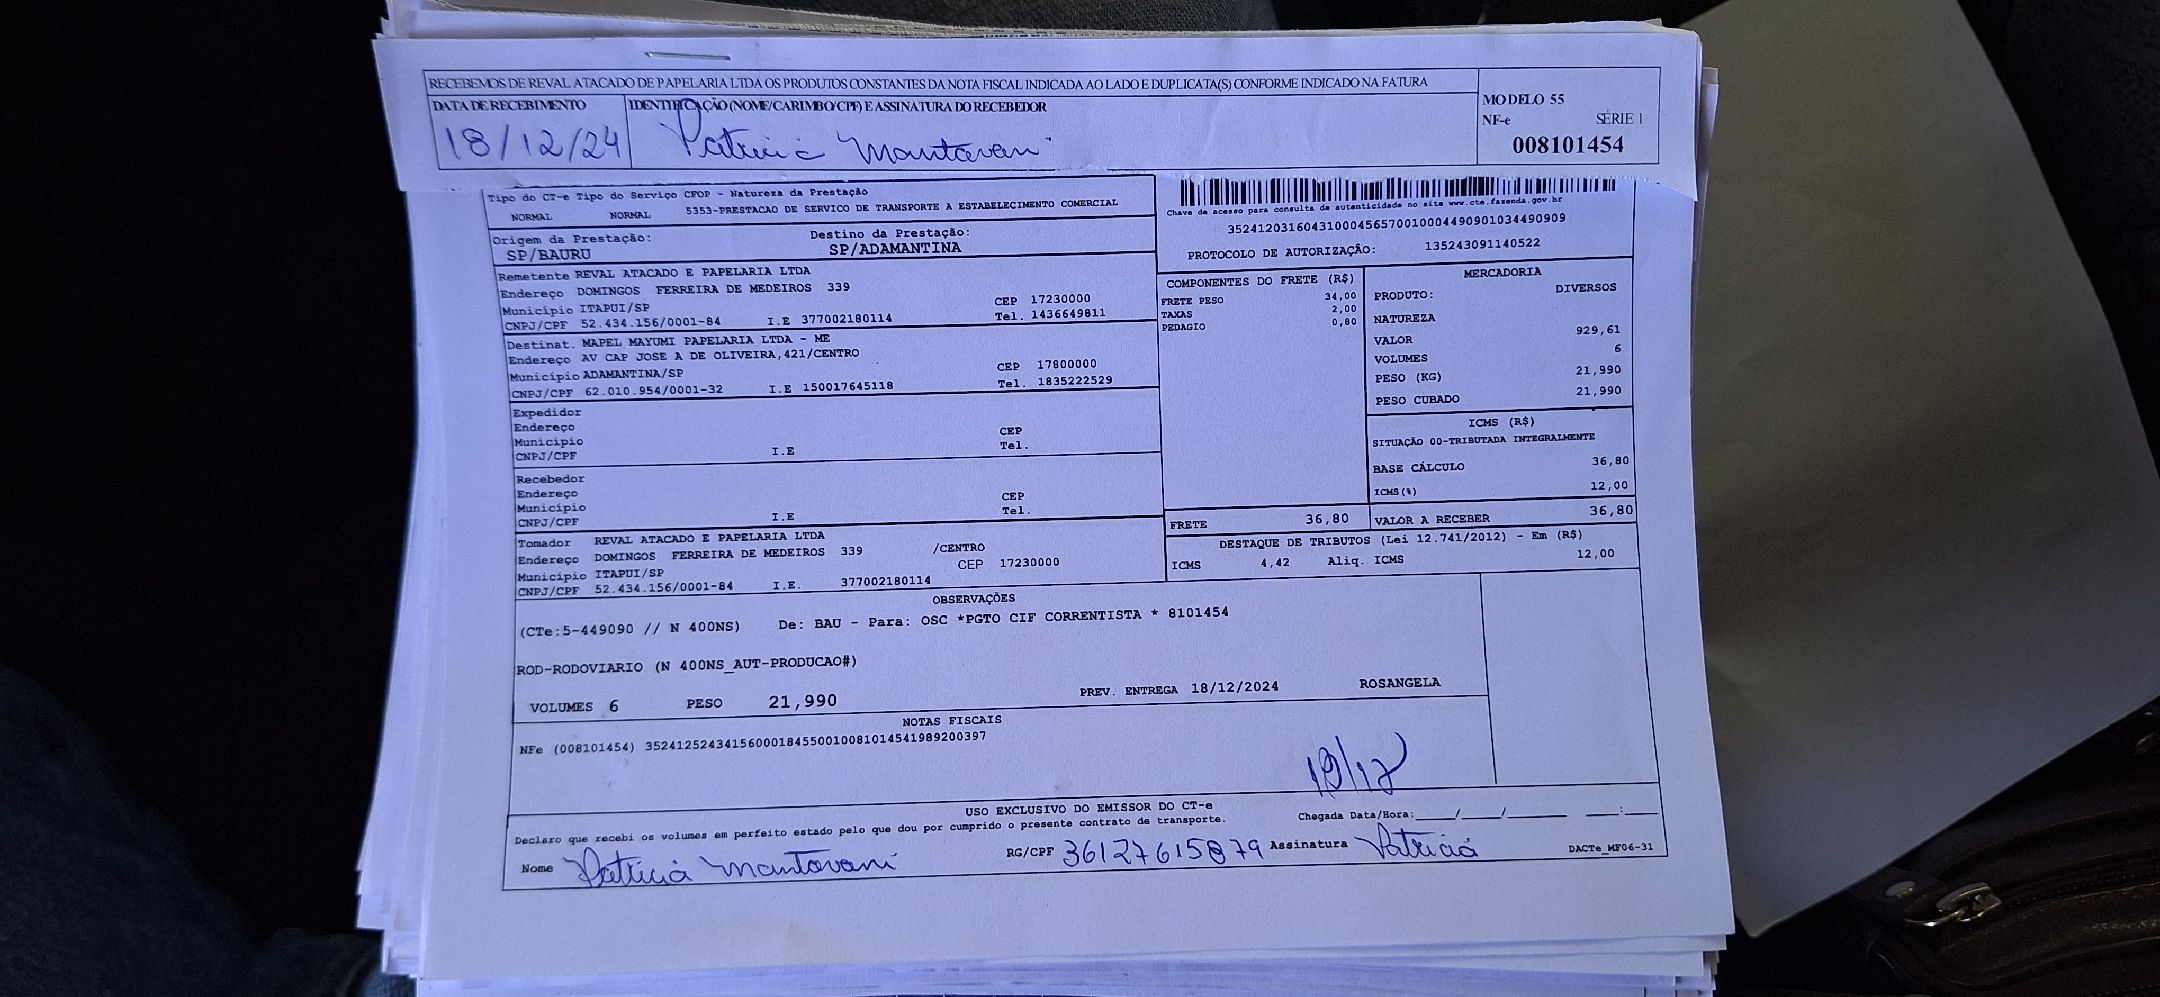 RECEBEMOS DE REVAL ATACADO DE PAPELARIA LTDA OS PRODUTOS CONSTANTES DA NOTA FISCAL INDICADA AO LADO E DUPLICATA(S) CONFORME INDICADO NA FATURA
DATA DE RECEBIMENTO
18/12/24
IDENTIFICAÇÃO (NOME/CARIMBO/CPF) E ASSINATURA DO RECEBEDOR
Patricia Mantovani
MODELO 55
NF-e SÉRIE 1
008101454
Tipo do CT-e Tipo do Serviço CFOP - Natureza da Prestação
NORMAL NORMAL 5353-PRESTACAO DE SERVICO DE TRANSPORTE A ESTABELECIMENTO COMERCIAL
Origem da Prestação: Destino da Prestação:
SP/BAURU SP/ADAMANTINA
Chave de acesso para consulta de autenticidade no site www.cte.fazenda.gov.br
35241203160431000456570010004490901034490909
PROTOCOLO DE AUTORIZAÇÃO: 135243091140522
Remetente REVAL ATACADO E PAPELARIA LTDA
Endereço DOMINGOS FERREIRA DE MEDEIROS 339
Município ITAPUI/SP CEP 17230000
CNPJ/CPF 52.434.156/0001-84 I.E 377002180114 Tel. 1436649811
Destinat. MAPEL MAYUMI PAPELARIA LTDA - ME
Endereço AV CAP JOSE A DE OLIVEIRA,421/CENTRO
Município ADAMANTINA/SP CEP 17800000
CNPJ/CPF 62.010.954/0001-32 I.E 150017645118 Tel. 1835222529
Expedidor
Endereço
Município CEP
CNPJ/CPF I.E Tel.
Recebedor
Endereço
Município CEP
CNPJ/CPF I.E Tel.
Tomador REVAL ATACADO E PAPELARIA LTDA
Endereço DOMINGOS FERREIRA DE MEDEIROS 339 /CENTRO
Município ITAPUI/SP CEP 17230000
CNPJ/CPF 52.434.156/0001-84 I.E. 377002180114
COMPONENTES DO FRETE (R$)
FRETE PESO 34,00
TAXAS 2,00
PEDAGIO 0,80
MERCADORIA
PRODUTO: DIVERSOS
NATUREZA
VALOR 929,61
VOLUMES 6
PESO (KG) 21,990
PESO CUBADO 21,990
ICMS (R$)
SITUAÇÃO 00-TRIBUTADA INTEGRALMENTE
BASE CÁLCULO 36,80
ICMS(%) 12,00
FRETE 36,80
VALOR A RECEBER 36,80
DESTAQUE DE TRIBUTOS (Lei 12.741/2012) - Em (R$)
ICMS 4,42 Aliq. ICMS 12,00
OBSERVAÇÕES
(CTe:5-449090 // N 400NS) De: BAU - Para: OSC *PGTO CIF CORRENTISTA * 8101454
ROD-RODOVIARIO (N 400NS_AUT-PRODUCAO#)
VOLUMES 6 PESO 21,990 PREV. ENTREGA 18/12/2024 ROSANGELA
NOTAS FISCAIS
NFe (008101454) 35241252434156000184550010081014541989200397
USO EXCLUSIVO DO EMISSOR DO CT-e
Declaro que recebi os volumes em perfeito estado pelo que dou por cumprido o presente contrato de transporte. Chegada Data/Hora:____/____/______ ___:___
Nome Patricia Mantovani RG/CPF 36127615879 Assinatura Patricia DACTe_MF06-31